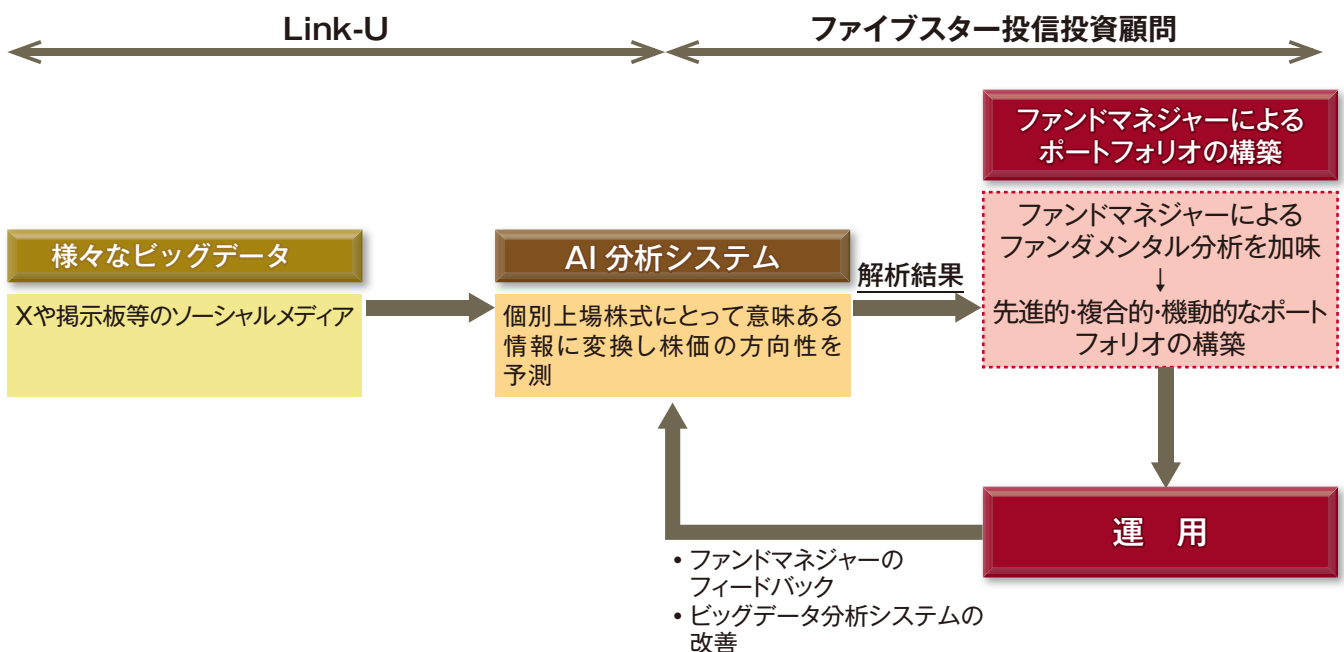 Link-U
ファイブスター投信投資顧問
様々なビッグデータ
Xや掲示板等のソーシャルメディア
AI 分析システム
個別上場株式にとって意味ある
情報に変換し株価の方向性を
予測
解析結果
ファンドマネジャーによる
ポートフォリオの構築
ファンドマネジャーによる
ファンダメンタル分析を加味
↓
先進的・複合的・機動的なポート
フォリオの構築
運　用
• ファンドマネジャーの
フィードバック
• ビッグデータ分析システムの
改善